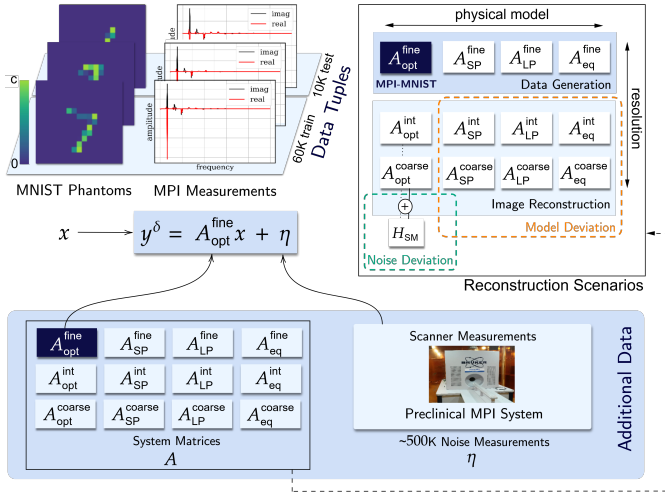 C
0
ude
imag
real
ude
imag
real
amplitude
imag
real
frequency
60K train
10K test
Data Tuples
MNIST Phantoms
MPI Measurements
x
y^δ = A_opt^fine x + η
physical model
resolution
A_opt^fine A_SP^fine A_LP^fine A_eq^fine
MPI-MNIST
Data Generation
A_opt^int A_SP^int A_LP^int A_eq^int
A_opt^coarse A_SP^coarse A_LP^coarse A_eq^coarse
Image Reconstruction
+
Model Deviation
H_SM
Noise Deviation
Reconstruction Scenarios
A_opt^fine A_SP^fine A_LP^fine A_eq^fine
A_opt^int A_SP^int A_LP^int A_eq^int
A_opt^coarse A_SP^coarse A_LP^coarse A_eq^coarse
System Matrices
A
Scanner Measurements
BRUKER
Preclinical MPI System
~500K Noise Measurements
η
Additional Data